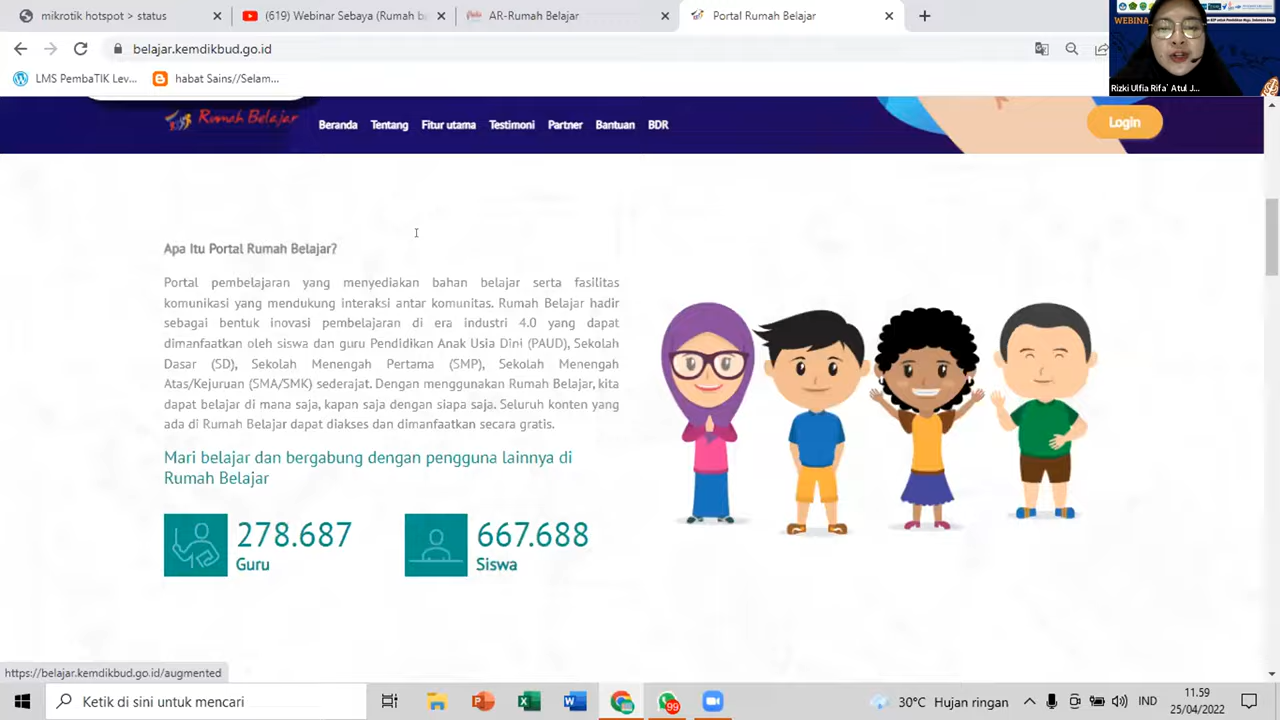 mikrotik hotspot > status
(619) Webinar Sebaya (Rumah
Portal Rumah Belajar
belajar.kemdikbud.go.id
WEBINA
LMS PembaTIK Lev...
habat Sains//Selam...
Rizki Ulfia Rifa` Atul J...
Rumah Belajar
Beranda
Tentang
Fitur utama
Testimoni
Partner
Bantuan
BDR
Login
Apa Itu Portal Rumah Belajar?
Portal pembelajaran yang menyediakan bahan belajar serta fasilitas
komunikasi yang mendukung interaksi antar komunitas. Rumah Belajar hadir
sebagai bentuk inovasi pembelajaran di era industri 4.0 yang dapat
dimanfaatkan oleh siswa dan guru Pendidikan Anak Usia Dini (PAUD), Sekolah
Dasar (SD), Sekolah Menengah Pertama (SMP), Sekolah Menengah
Atas/Kejuruan (SMA/SMK) sederajat. Dengan menggunakan Rumah Belajar, kita
dapat belajar di mana saja, kapan saja dengan siapa saja. Seluruh konten yang
ada di Rumah Belajar dapat diakses dan dimanfaatkan secara gratis.
Mari belajar dan bergabung dengan pengguna lainnya di
Rumah Belajar
278.687
Guru
667.688
Siswa
https://belajar.kemdikbud.go.id/augmented
Ketik di sini untuk mencari
99
30°C Hujan ringan
IND
11.59
25/04/2022